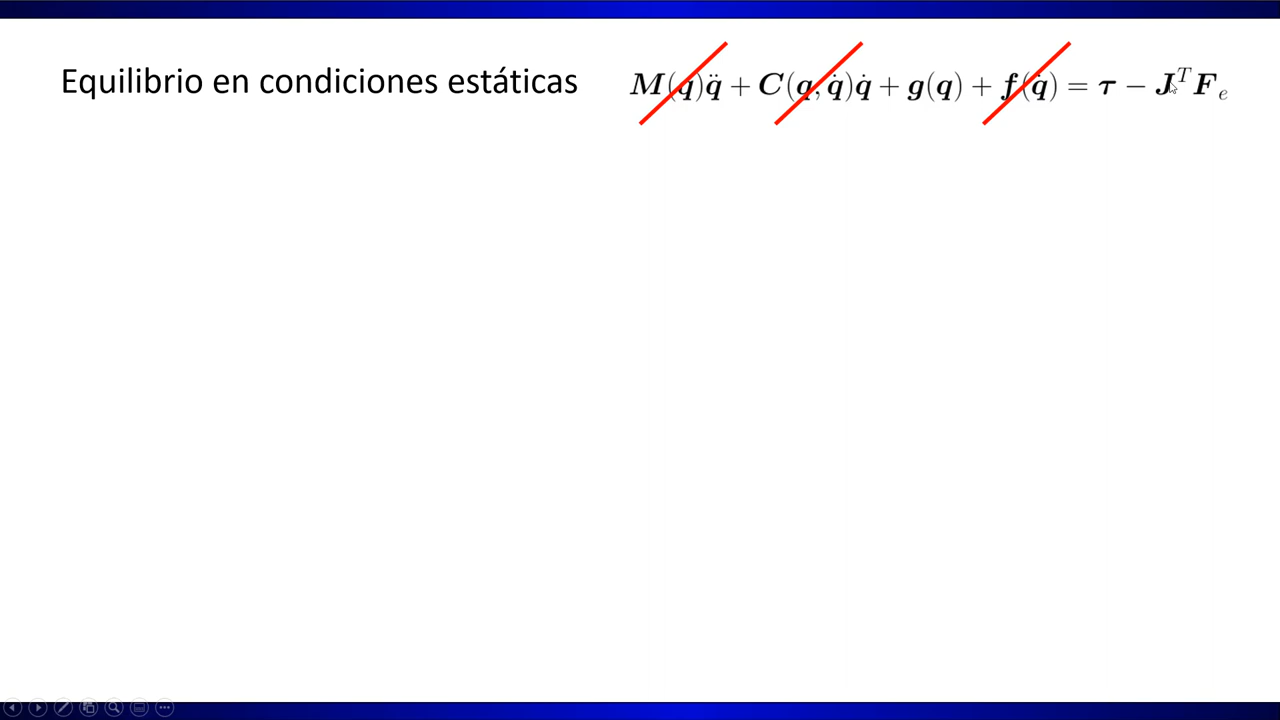 Equilibrio en condiciones estáticas
M(q)q̈ + C(q, q̇)q̇ + g(q) + f(q̇) = τ − JᵀFₑ